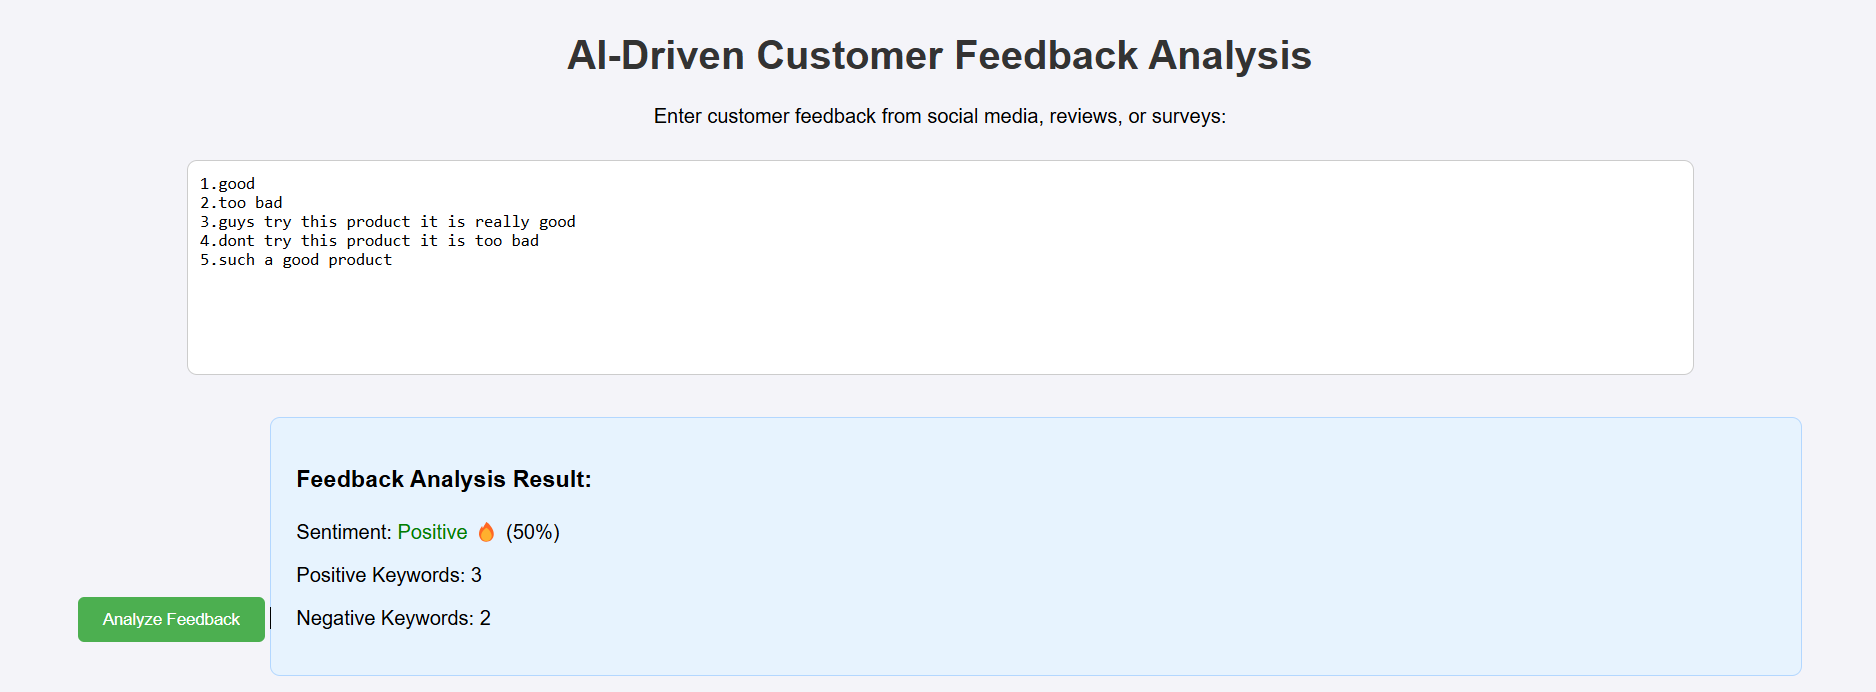 AI-Driven Customer Feedback Analysis
Enter customer feedback from social media, reviews, or surveys:
1.good
2.too bad
3.guys try this product it is really good
4.dont try this product it is too bad
5.such a good product
Feedback Analysis Result:
Sentiment: Positive 🔥 (50%)
Positive Keywords: 3
Negative Keywords: 2
Analyze Feedback